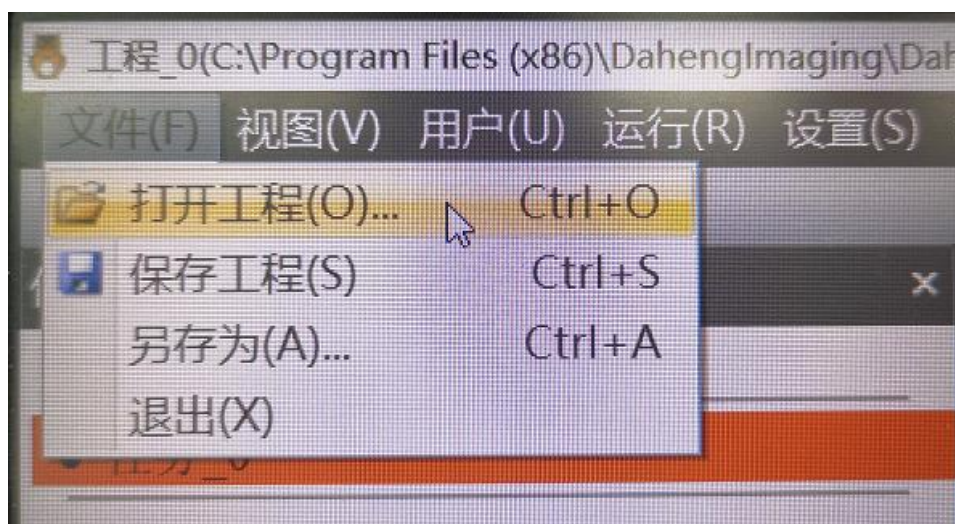 工程_0(C:\Program Files (x86)\DahengImaging\Dah
文件(F) 视图(V) 用户(U) 运行(R) 设置(S)
打开工程(O)... Ctrl+O
保存工程(S) Ctrl+S
另存为(A)... Ctrl+A
退出(X)